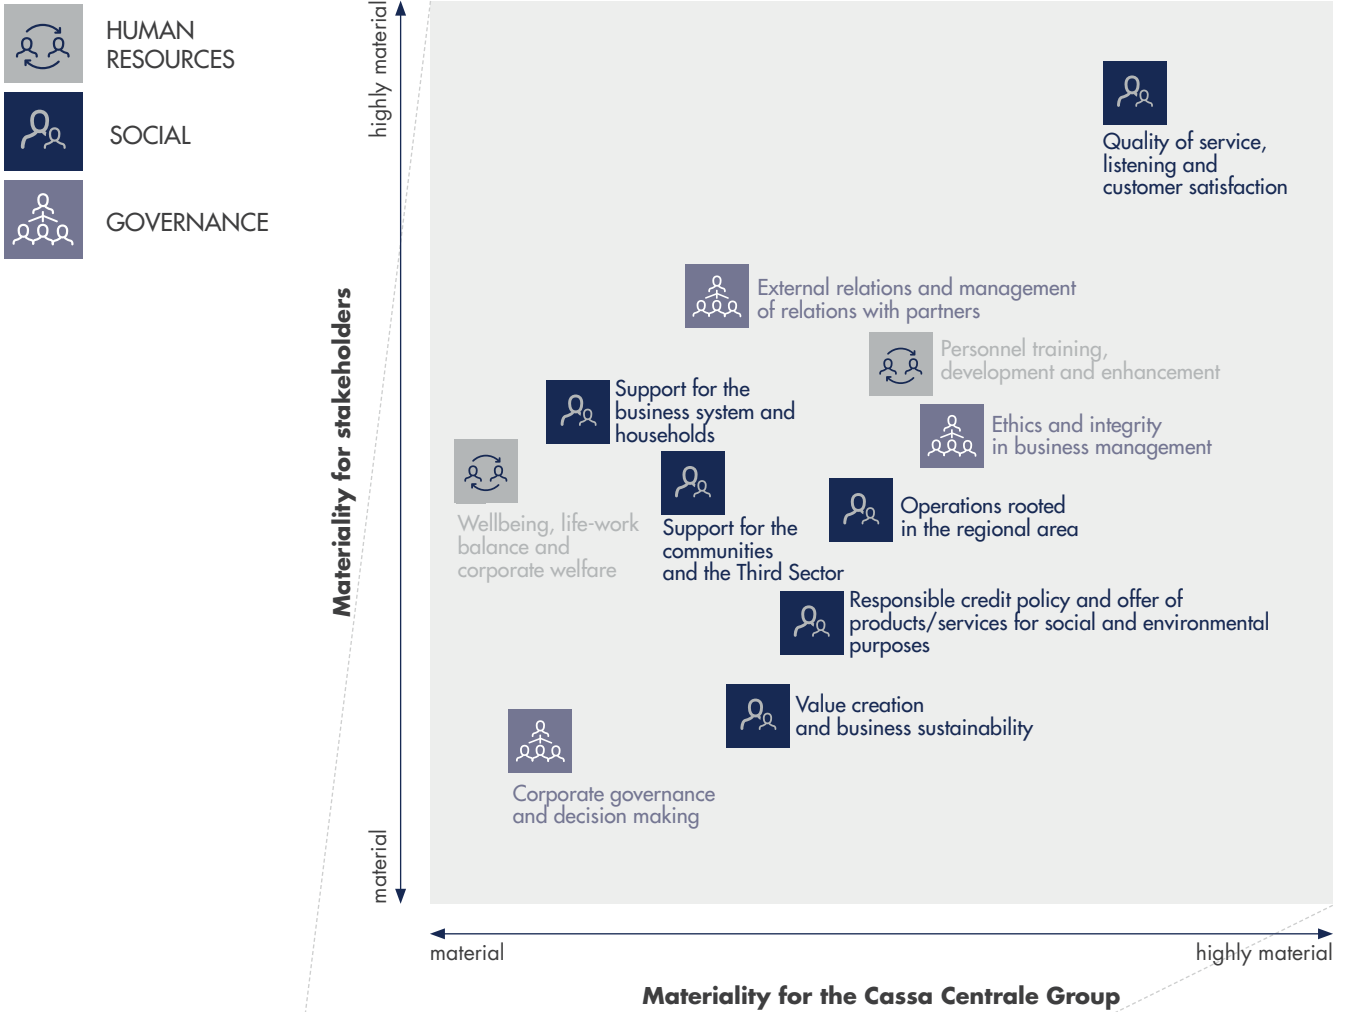 HUMAN
RESOURCES
SOCIAL
GOVERNANCE
highly material
Materiality for stakeholders
material
Quality of service,
listening and
customer satisfaction
External relations and management
of relations with partners
Personnel training,
development and enhancement
Support for the
business system and
households
Ethics and integrity
in business management
Wellbeing, life-work
balance and
corporate welfare
Support for the
communities
and the Third Sector
Operations rooted
in the regional area
Responsible credit policy and offer of
products/services for social and environmental
purposes
Value creation
and business sustainability
Corporate governance
and decision making
material
highly material
Materiality for the Cassa Centrale Group